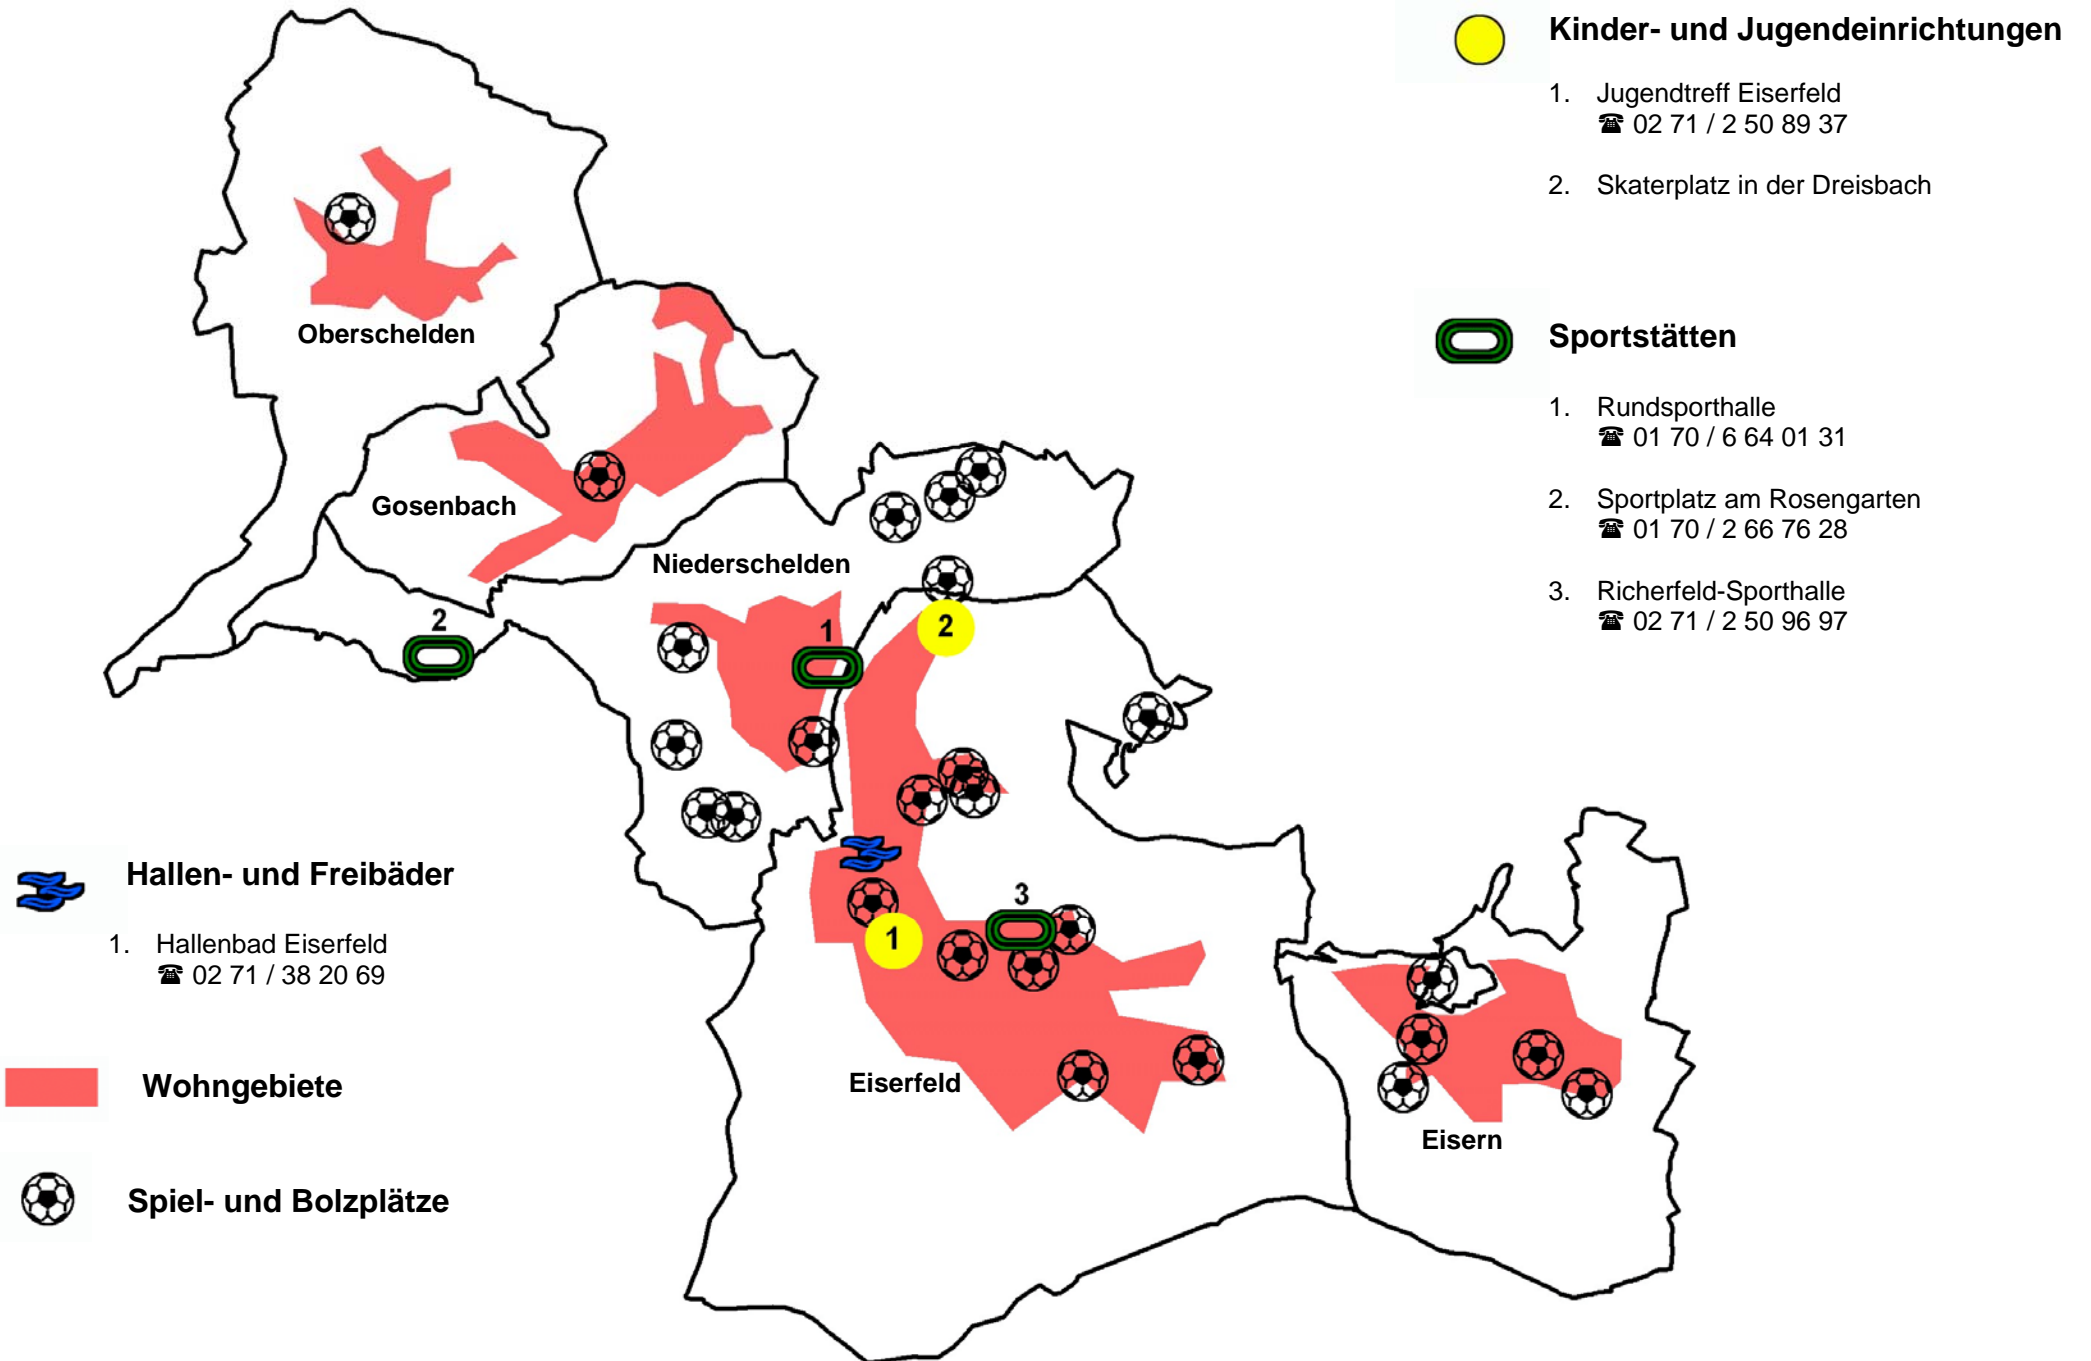 Kinder- und Jugendeinrichtungen
1. Jugendtreff Eiserfeld
☎ 02 71 / 2 50 89 37
2. Skaterplatz in der Dreisbach
Sportstätten
1. Rundsporthalle
☎ 01 70 / 6 64 01 31
2. Sportplatz am Rosengarten
☎ 01 70 / 2 66 76 28
3. Richerfeld-Sporthalle
☎ 02 71 / 2 50 96 97
Oberschelden
Gosenbach
Niederschelden
2
1
2
3
1
Eiserfeld
Eisern
Hallen- und Freibäder
1. Hallenbad Eiserfeld
☎ 02 71 / 38 20 69
Wohngebiete
Spiel- und Bolzplätze